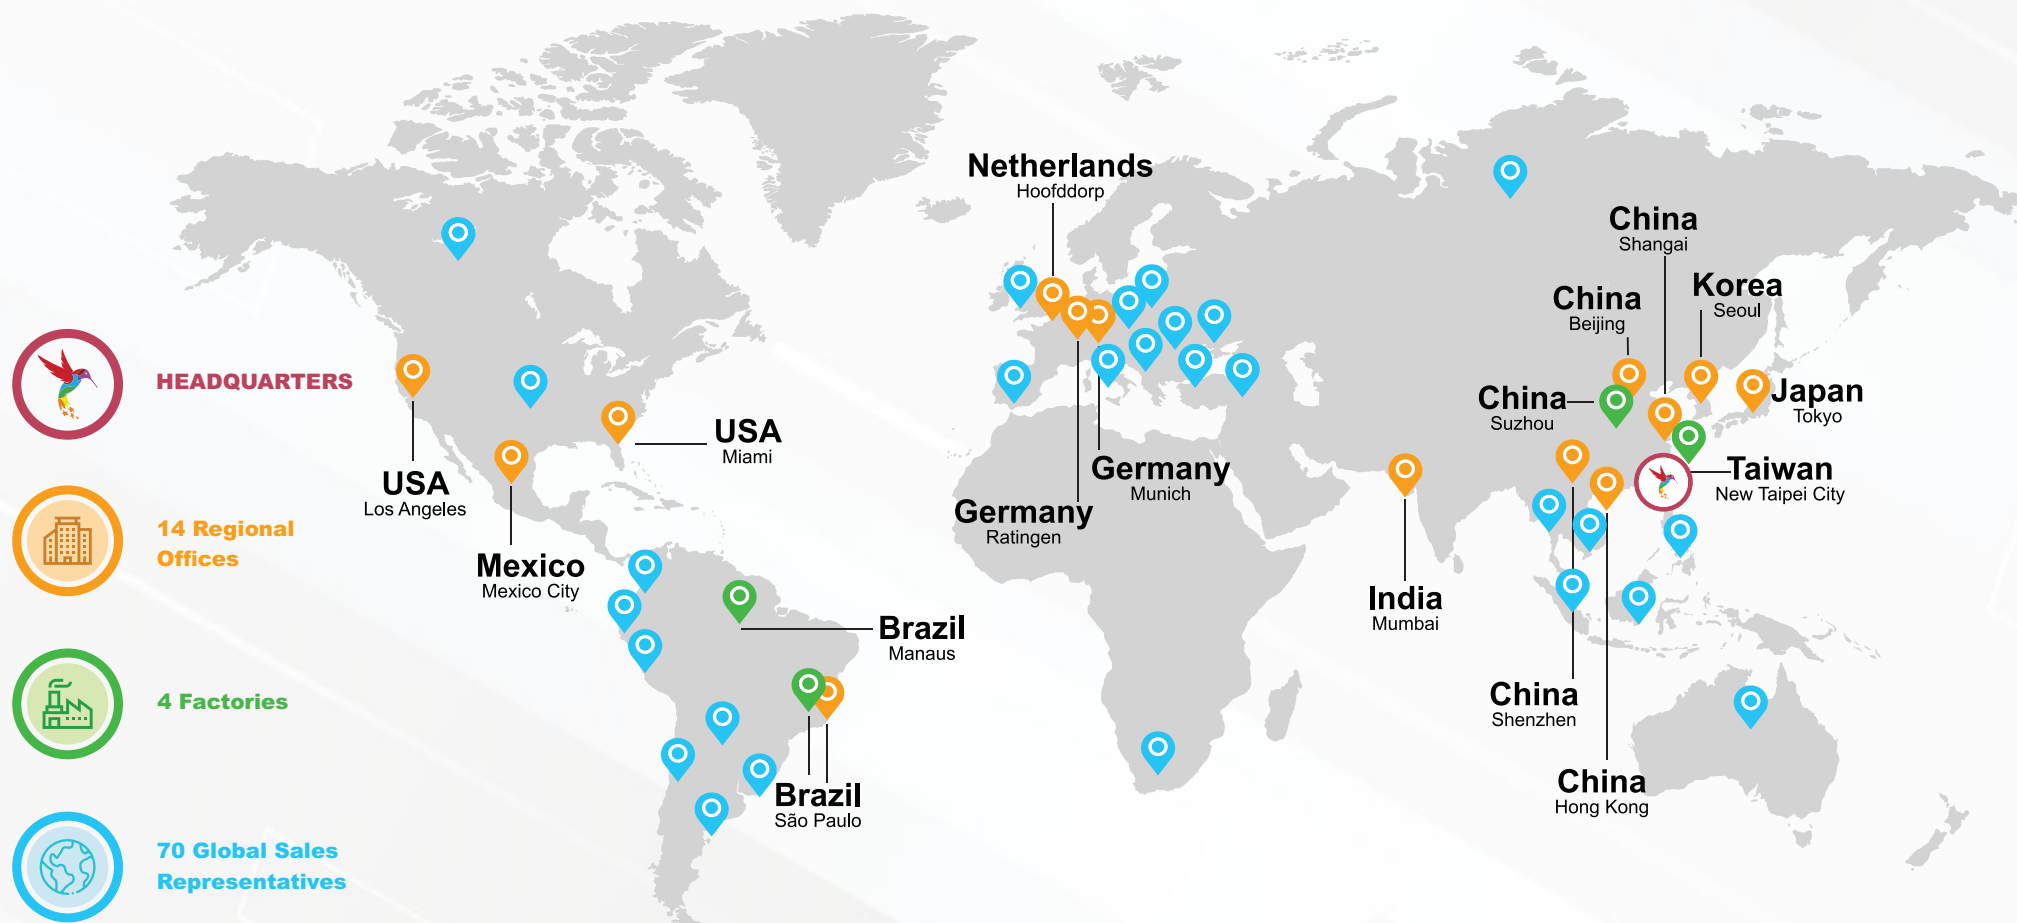 HEADQUARTERS
14 Regional
Offices
4 Factories
70 Global Sales
Representatives
USA
Los Angeles
USA
Miami
Mexico
Mexico City
Brazil
Manaus
Brazil
São Paulo
Netherlands
Hoofddorp
Germany
Munich
Germany
Ratingen
India
Mumbai
China
Shangai
China
Beijing
Korea
Seoul
China
Suzhou
Japan
Tokyo
Taiwan
New Taipei City
China
Shenzhen
China
Hong Kong